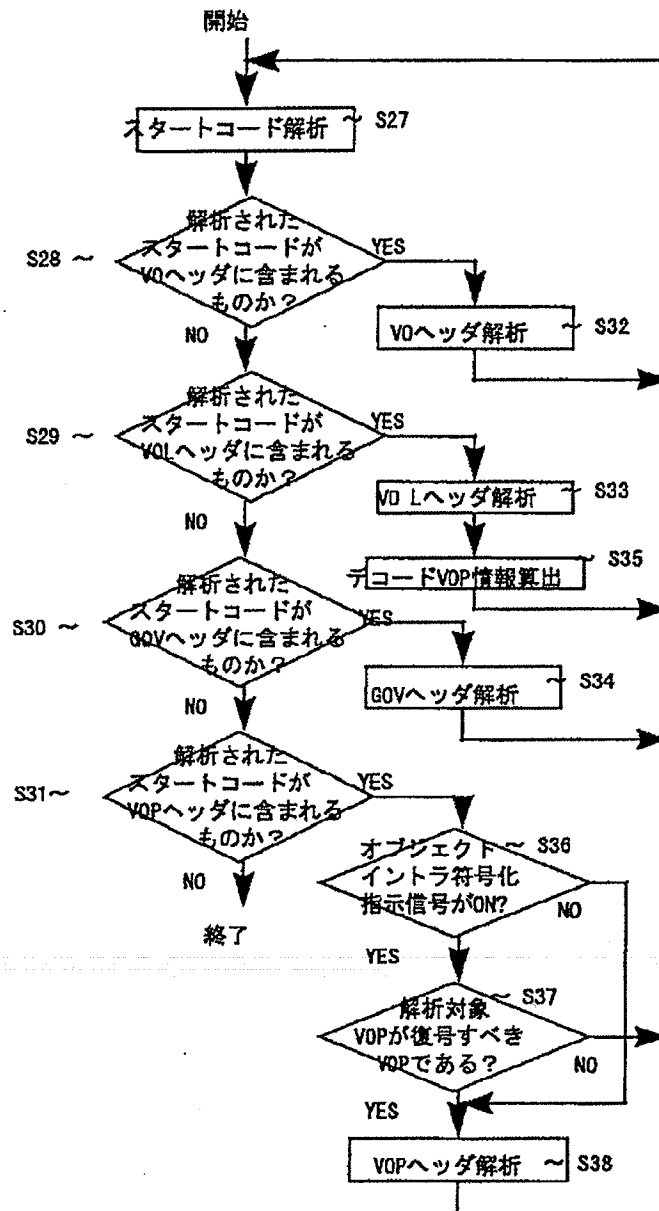 開始
スタートコード解析 ~ S27
解析された
スタートコードが
VOヘッダに含まれる
ものか?
S28 ~
YES
NO
VOヘッダ解析 ~ S32
解析された
スタートコードが
VOLヘッダに含まれる
ものか?
S29 ~
YES
NO
VO Lヘッダ解析 ~ S33
デコードVOP情報算出 ~ S35
解析された
スタートコードが
GOVヘッダに含まれる
ものか?
S30 ~
YES
NO
GOVヘッダ解析 ~ S34
解析された
スタートコードが
VOPヘッダに含まれる
ものか?
S31~
YES
NO
終了
オブジェクト ~ S36
イントラ符号化
指示信号がON?
NO
YES
解析対象 ~ S37
VOPが復号すべき
VOPである?
NO
YES
VOPヘッダ解析 ~ S38